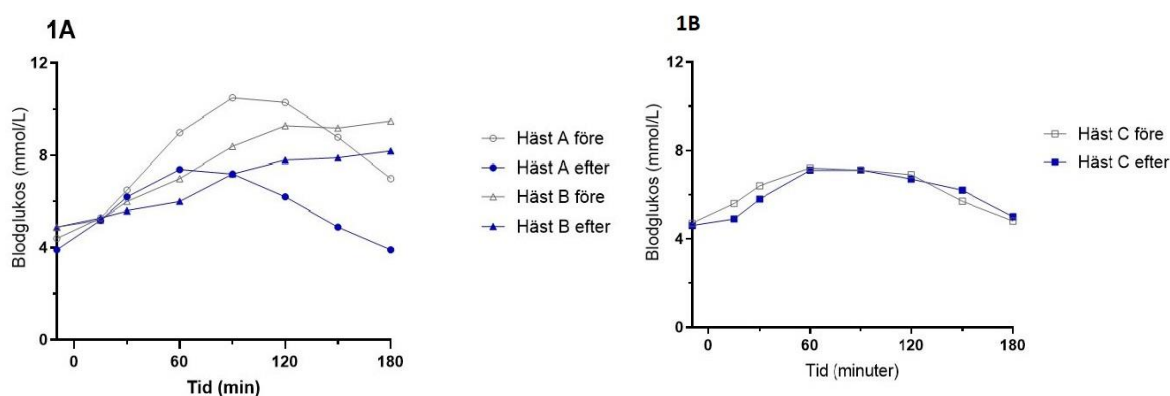 1A
12
8
4
0
Blodglukos (mmol/L)
0 60 120 180
Tid (min)
Häst A före
Häst A efter
Häst B före
Häst B efter
1B
12
8
4
0
Blodglukos (mmol/L)
0 60 120 180
Tid (minuter)
Häst C före
Häst C efter